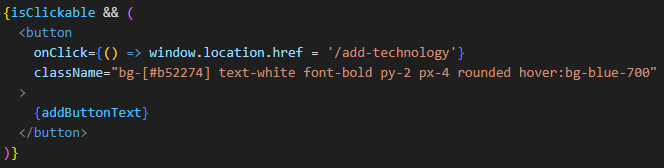 {isClickable && (
<button
onClick={() => window.location.href = '/add-technology'}
className="bg-[#b52274] text-white font-bold py-2 px-4 rounded hover:bg-blue-700"
>
{addButtonText}
</button>
)}